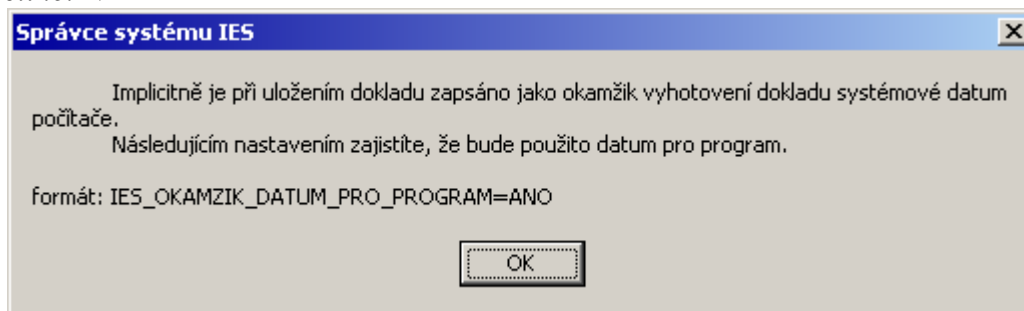 Správce systému IES
Implicitně je při uložením dokladu zapsáno jako okamžik vyhotovení dokladu systémové datum
počítače.
Následujícím nastavením zajistíte, že bude použito datum pro program.
formát: IES_OKAMZIK_DATUM_PRO_PROGRAM=ANO
OK